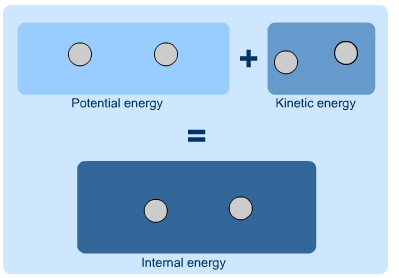 Potential energy
+
Kinetic energy
=
Internal energy